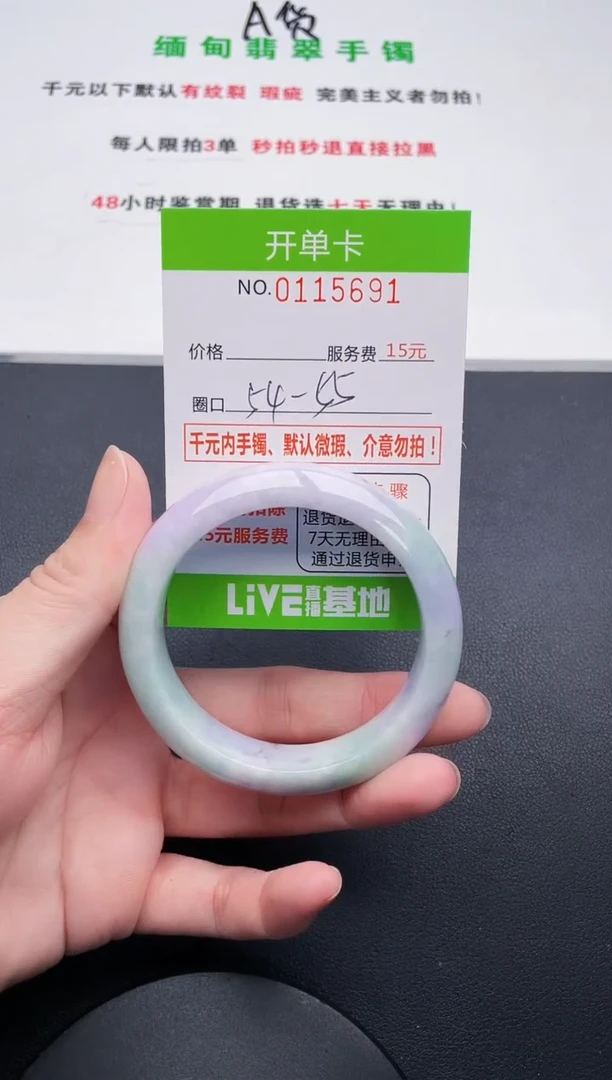 A货
缅甸翡翠手镯
千元以下默认有纹裂 瑕疵 完美主义者勿拍!
每人限拍3单 秒拍秒退直接拉黑
48小时鉴赏期 退货选七天无理由!
开单卡
NO.0115691
价格 服务费 15元
圈口 54-55
千元内手镯、默认微瑕、介意勿拍!
骤
扣除
5元服务费
退货
7天无理由
通过退货申
LiVE直播基地